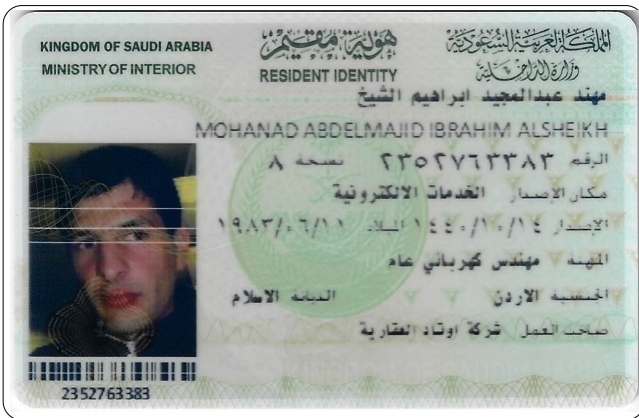 KINGDOM OF SAUDI ARABIA
MINISTRY OF INTERIOR
هوية مقيم
RESIDENT IDENTITY
المملكة العربية السعودية
وزارة الداخلية
مهند عبدالمجيد ابراهيم الشيخ
MOHANAD ABDELMAJID IBRAHIM ALSHEIKH
الرقم ٢٣٥٢٧٦٣٣٨٣ نسخة ٨
مكان الإصدار الخدمات الالكترونية
الإصدار ١٤٤٠/١٠/١٤ الميلاد ١٩٨٣/٠٦/١١
المهنة مهندس كهربائي عام
الجنسية الاردن الديانة الاسلام
صاحب العمل شركة اوتاد العقارية
2352763383